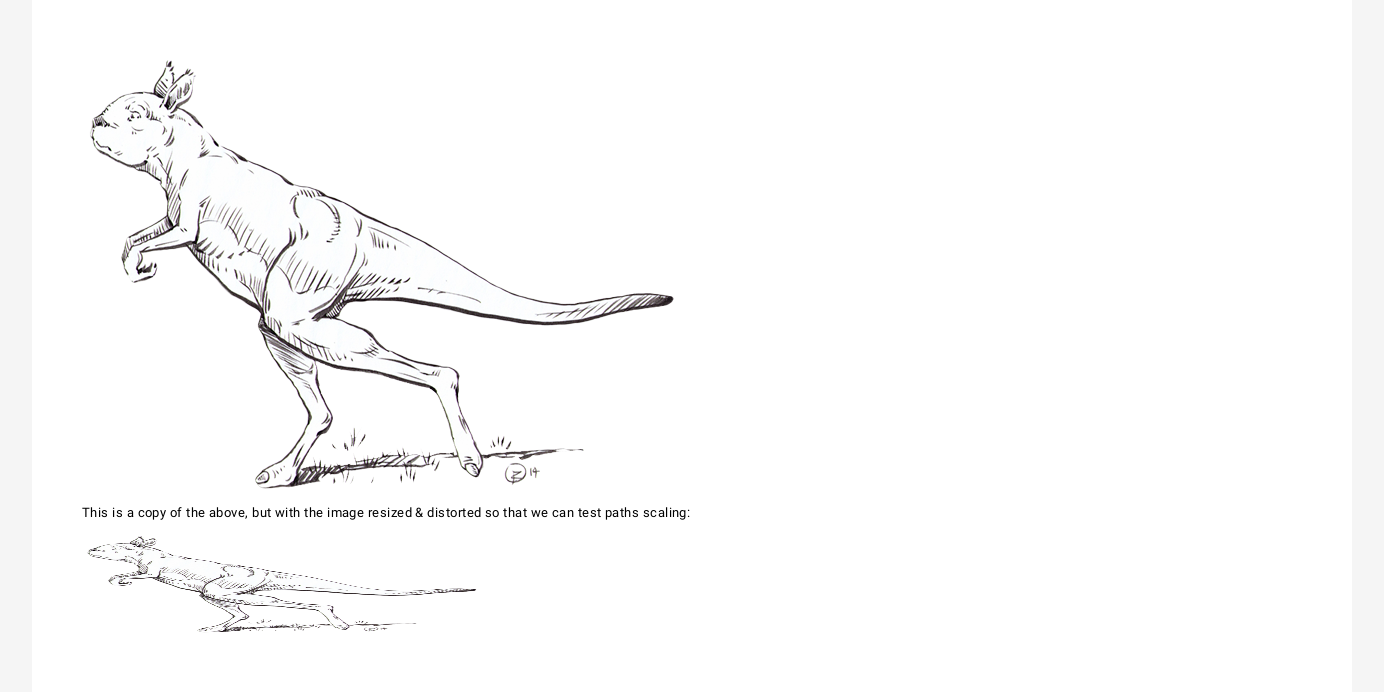 14
This is a copy of the above, but with the image resized & distorted so that we can test paths scaling: